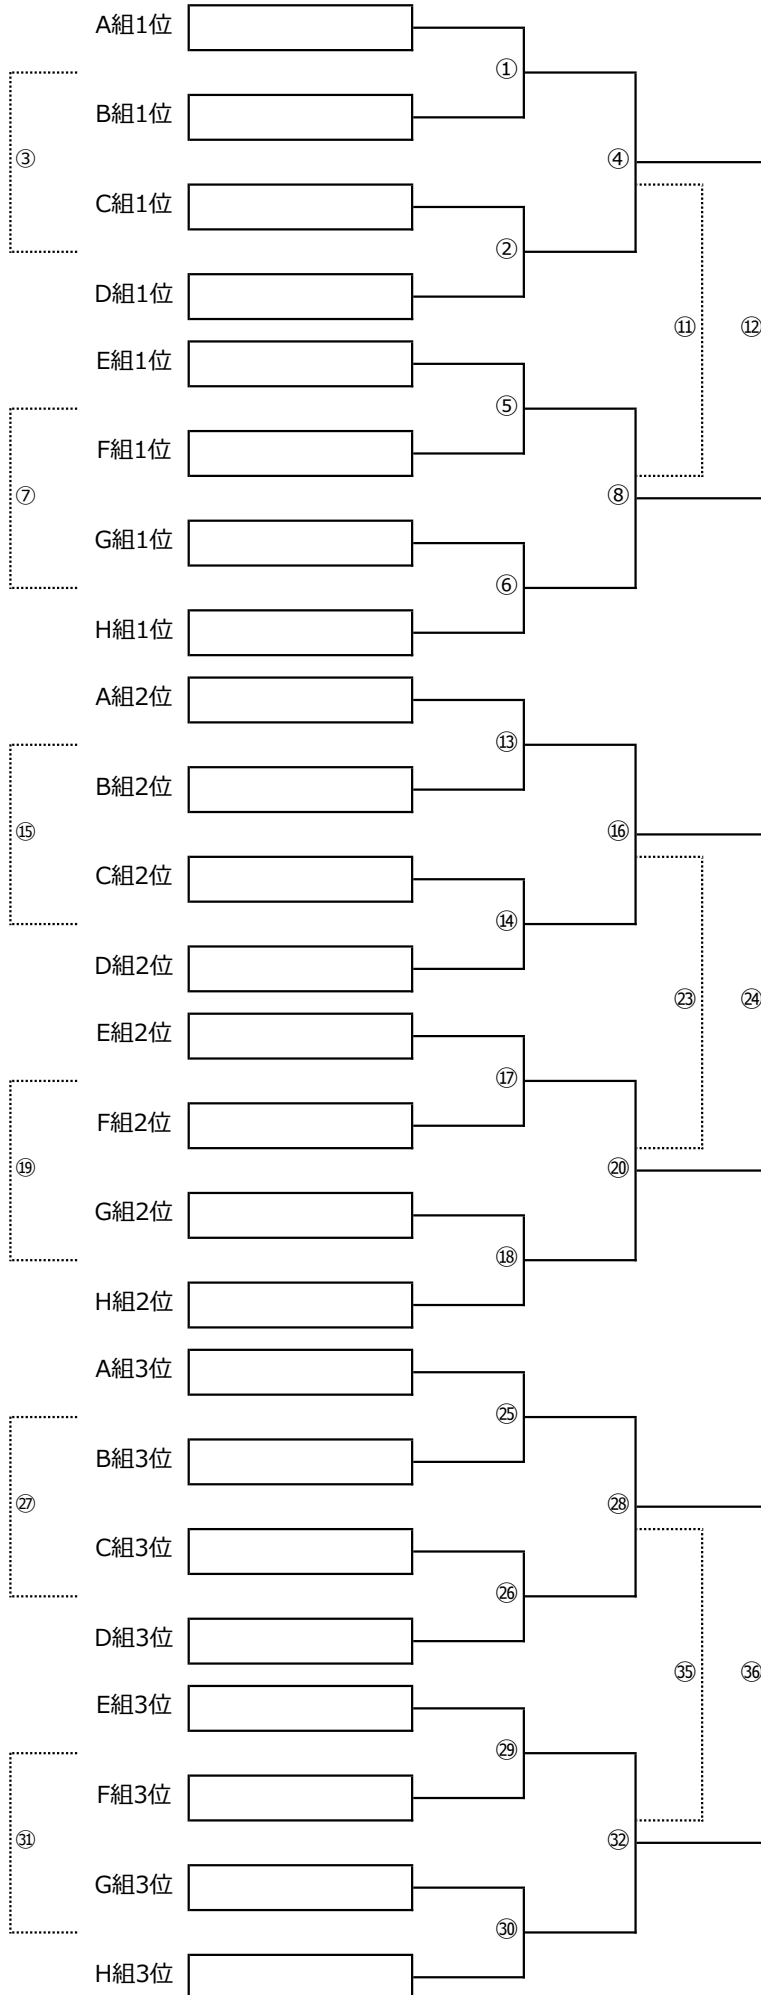 A組1位
①
B組1位
③
④
C組1位
②
D組1位
⑪
⑫
E組1位
⑤
F組1位
⑦
⑧
G組1位
⑥
H組1位
A組2位
⑬
B組2位
⑮
⑯
C組2位
⑭
D組2位
㉓
㉔
E組2位
⑰
F組2位
⑲
⑳
G組2位
⑱
H組2位
A組3位
㉕
B組3位
㉗
㉘
C組3位
㉖
D組3位
㉟
㊱
E組3位
㉙
F組3位
㉛
㉜
G組3位
㉚
H組3位